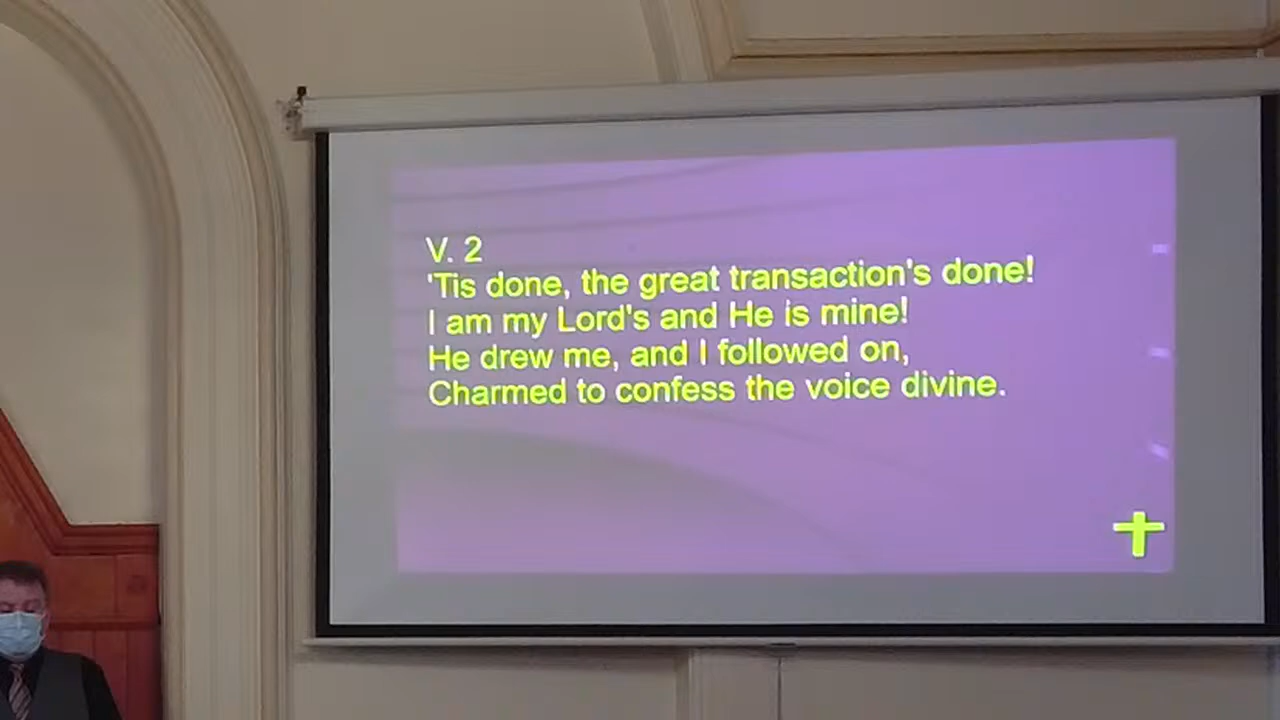 V. 2
'Tis done, the great transaction's done!
I am my Lord's and He is mine!
He drew me, and I followed on,
Charmed to confess the voice divine.